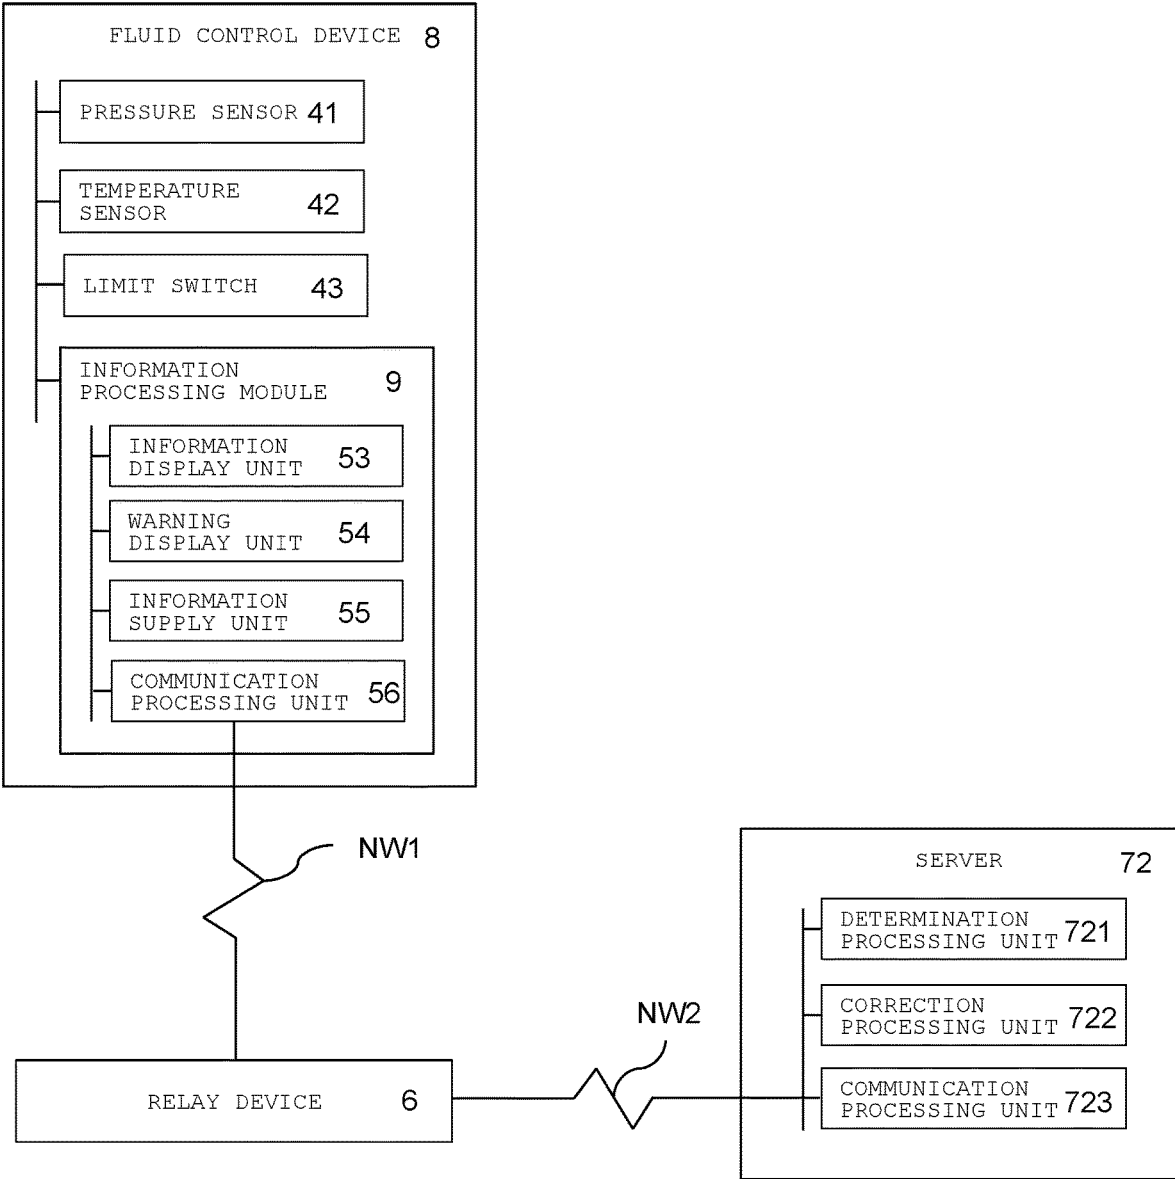 FLUID CONTROL DEVICE 8
PRESSURE SENSOR 41
TEMPERATURE
SENSOR 42
LIMIT SWITCH 43
INFORMATION
PROCESSING MODULE 9
INFORMATION
DISPLAY UNIT 53
WARNING
DISPLAY UNIT 54
INFORMATION
SUPPLY UNIT 55
COMMUNICATION
PROCESSING UNIT 56
NW1
RELAY DEVICE 6
NW2
SERVER 72
DETERMINATION
PROCESSING UNIT 721
CORRECTION
PROCESSING UNIT 722
COMMUNICATION
PROCESSING UNIT 723